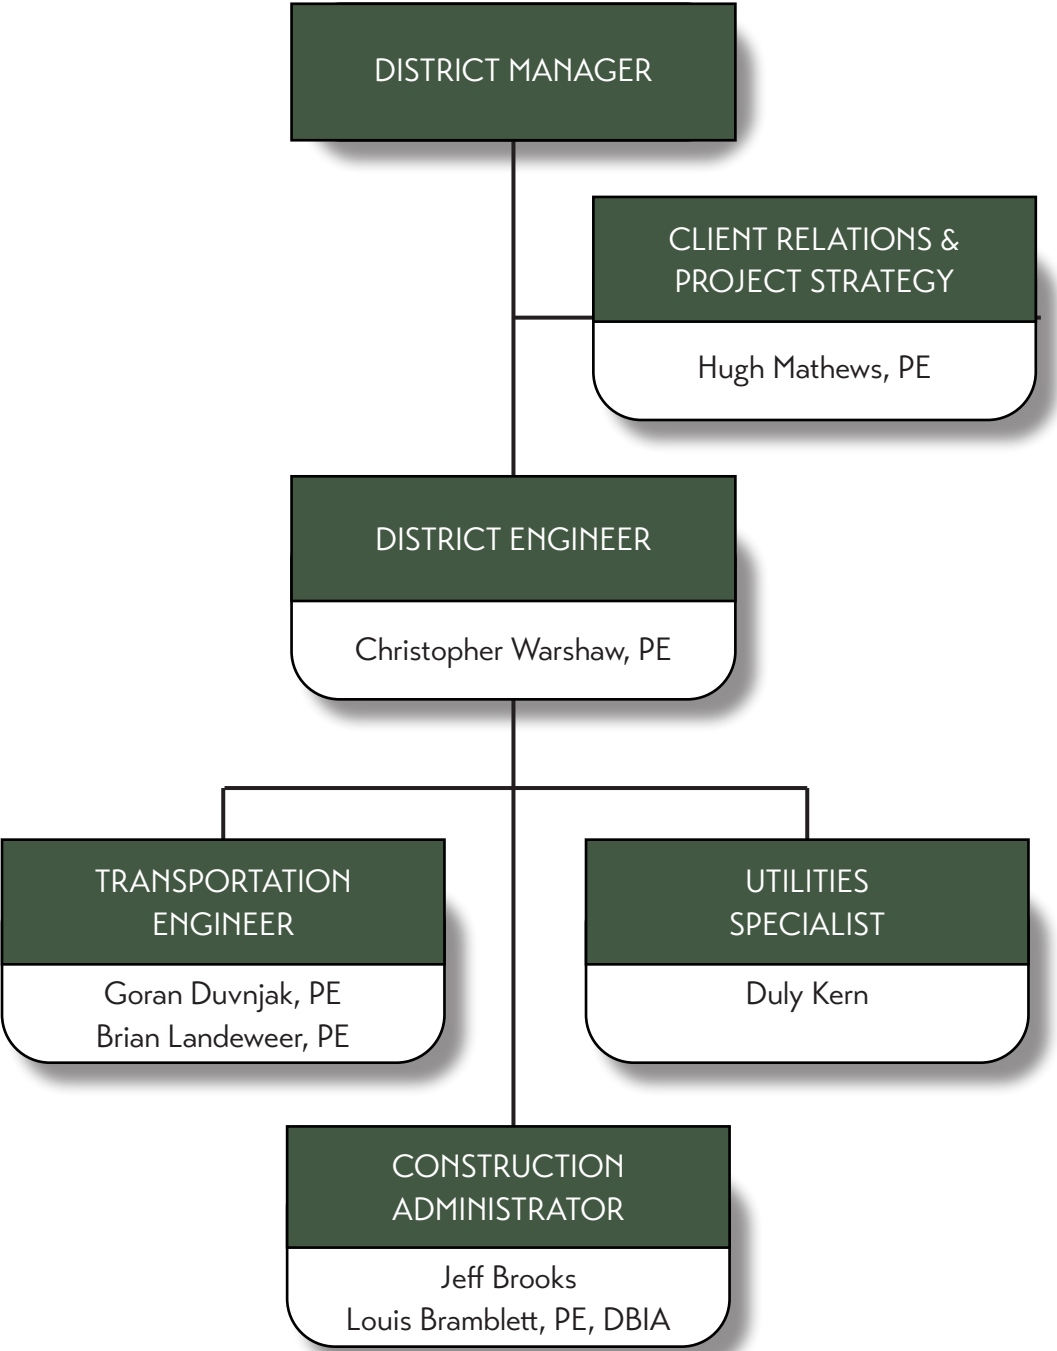 DISTRICT MANAGER
CLIENT RELATIONS &
PROJECT STRATEGY
Hugh Mathews, PE
DISTRICT ENGINEER
Christopher Warshaw, PE
TRANSPORTATION
ENGINEER
Goran Duvnjak, PE
Brian Landeweer, PE
UTILITIES
SPECIALIST
Duly Kern
CONSTRUCTION
ADMINISTRATOR
Jeff Brooks
Louis Bramblett, PE, DBIA